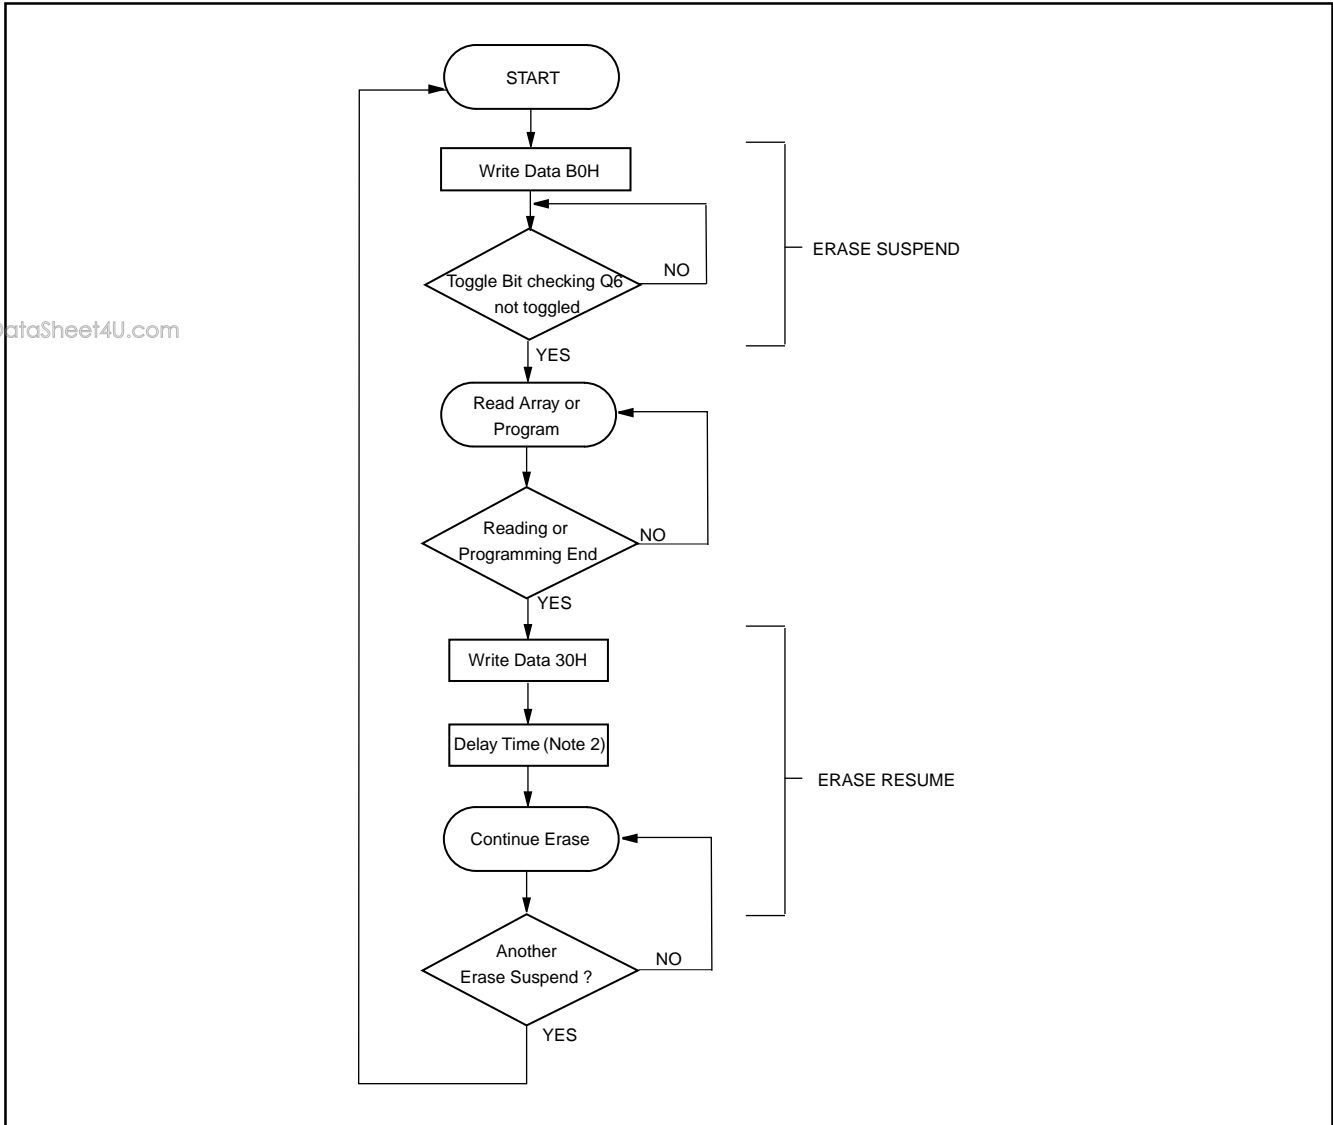 START
Write Data B0H
ERASE SUSPEND
NO
Toggle Bit checking Q6
not toggled
ataSheet4U.com
YES
Read Array or
Program
Reading or
NO
Programming End
YES
Write Data 30H
Delay Time (Note 2)
ERASE RESUME
Continue Erase
Another
NO
Erase Suspend ?
YES